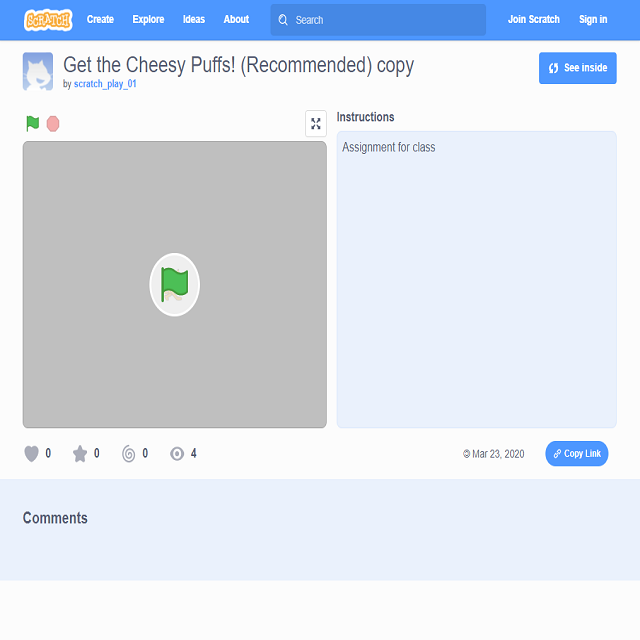 SCRATCH Create Explore Ideas About Search Join Scratch Sign in
Get the Cheesy Puffs! (Recommended) copy
by scratch_play_01
See inside
Instructions
Assignment for class
0 0 0 4
© Mar 23, 2020
Copy Link
Comments